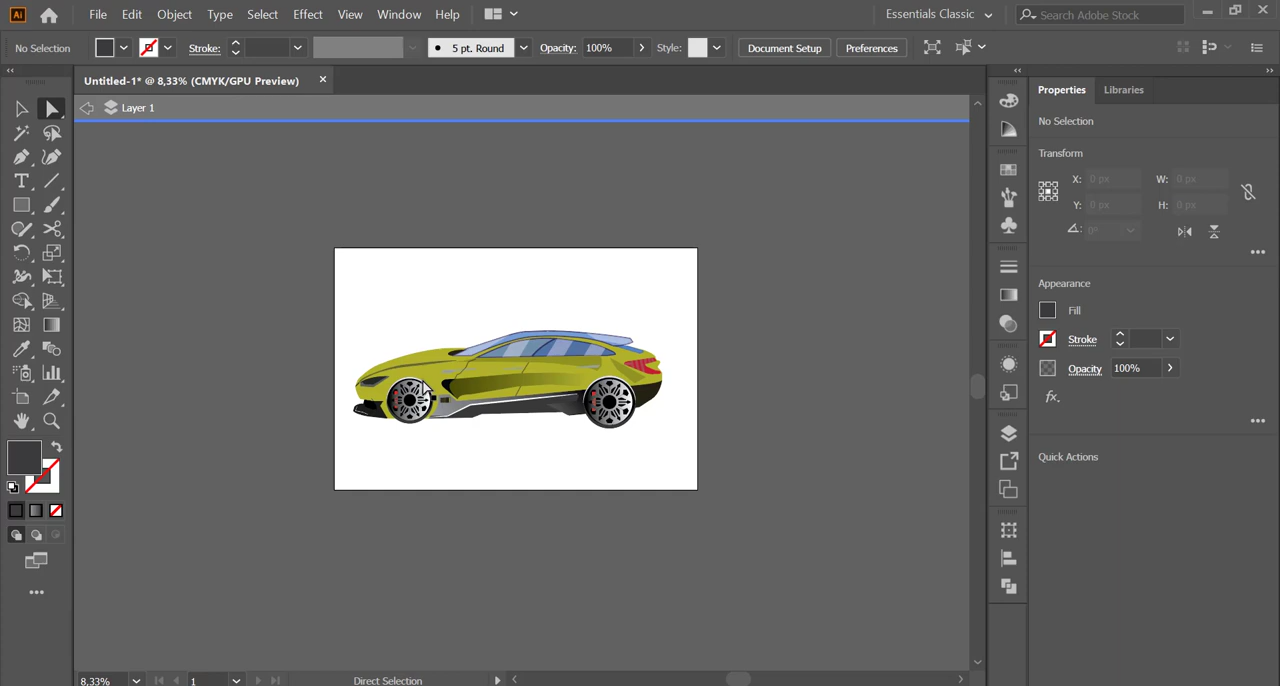 Ai File Edit Object Type Select Effect View Window Help Essentials Classic Search Adobe Stock
No Selection Stroke: 5 pt. Round Opacity: 100% Style: Document Setup Preferences
Untitled-1* @ 8,33% (CMYK/GPU Preview)
Layer 1
Properties Libraries
No Selection
Transform
X: 0 px W: 0 px
Y: 0 px H: 0 px
0°
Appearance
Fill
Stroke
Opacity 100%
fx.
Quick Actions
T
8,33% 1 Direct Selection